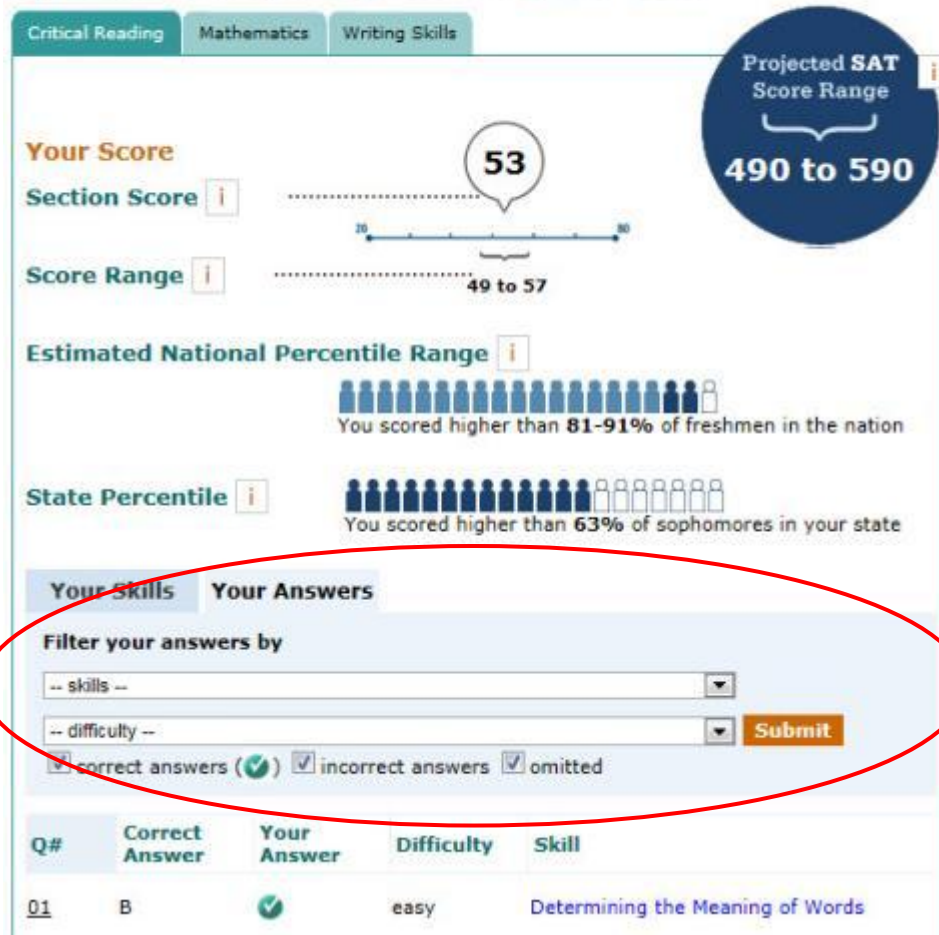 Critical Reading
Mathematics
Writing Skills
Projected SAT
Score Range
490 to 590
i
Your Score
53
Section Score i
20
80
Score Range i
49 to 57
Estimated National Percentile Range i
You scored higher than 81-91% of freshmen in the nation
State Percentile i
You scored higher than 63% of sophomores in your state
Your Skills
Your Answers
Filter your answers by
-- skills --
-- difficulty --
Submit
correct answers ( ) incorrect answers omitted
Q#
Correct
Answer
Your
Answer
Difficulty
Skill
01
B
easy
Determining the Meaning of Words